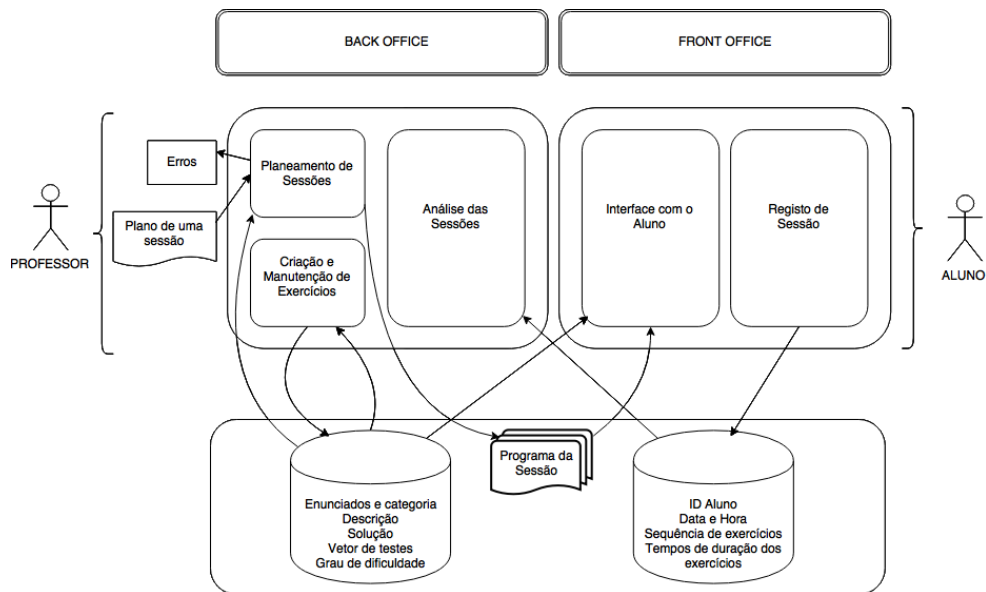 BACK OFFICE
FRONT OFFICE
Erros
Planeamento de
Sessões
Plano de uma
sessão
PROFESSOR
Criação e
Manutenção de
Exercícios
Análise das
Sessões
Interface com o
Aluno
Registo de
Sessão
ALUNO
Enunciados e categoria
Descrição
Solução
Vetor de testes
Grau de dificuldade
Programa da
Sessão
ID Aluno
Data e Hora
Sequência de exercícios
Tempos de duração dos
exercícios